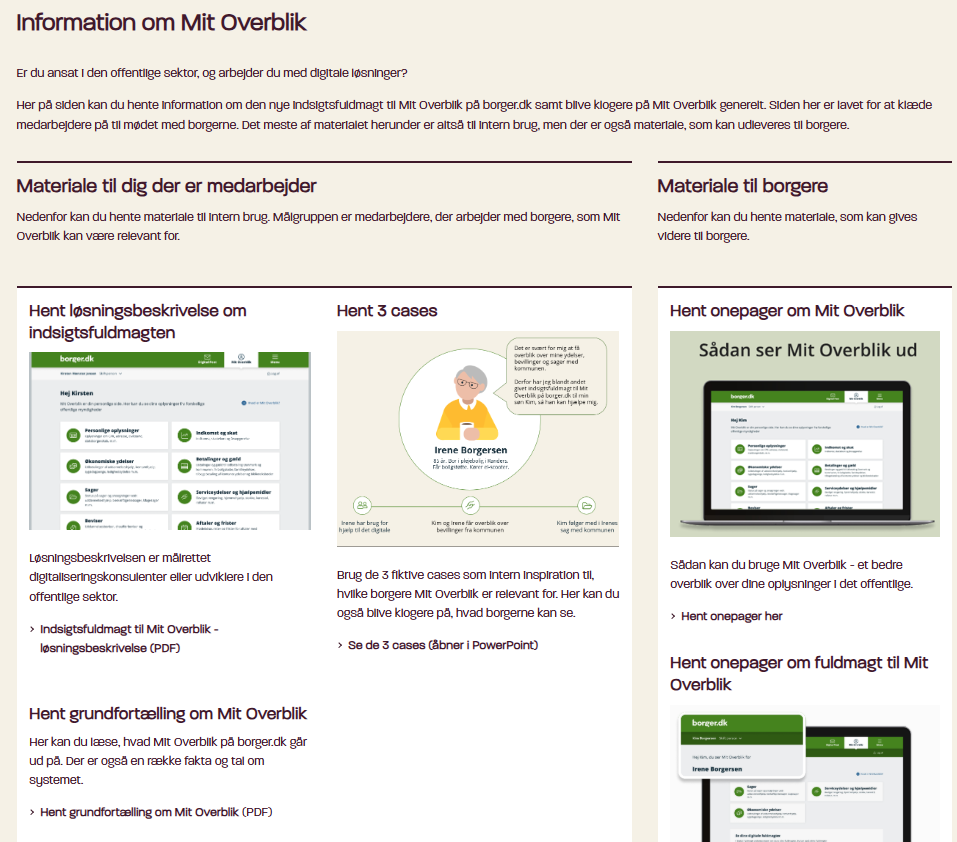 Information om Mit Overblik
Er du ansat i den offentlige sektor, og arbejder du med digitale løsninger?
Her på siden kan du hente information om den nye indsigtsfuldmagt til Mit Overblik på borger.dk samt blive klogere på Mit Overblik generelt. Siden her er lavet for at klæde
medarbejdere på til mødet med borgerne. Det meste af materialet herunder er altså til intern brug, men der er også materiale, som kan udleveres til borgere.
Materiale til dig der er medarbejder
Nedenfor kan du hente materiale til intern brug. Målgruppen er medarbejdere, der arbejder med borgere, som Mit
Overblik kan være relevant for.
Materiale til borgere
Nedenfor kan du hente materiale, som kan gives
videre til borgere.
Hent løsningsbeskrivelse om
indsigtsfuldmagten
borger.dk
Hej Kirsten
Personlige oplysninger
Indkomst og skat
Økonomiske ydelser
Betalinger og gæld
Sager
Serviceydelser og hjælpemidler
Boliger
Aftaler og frister
Løsningsbeskrivelsen er målrettet
digitaliseringskonsulenter eller udviklere i den
offentlige sektor.
› Indsigtsfuldmagt til Mit Overblik -
løsningsbeskrivelse (PDF)
Hent grundfortælling om Mit Overblik
Her kan du læse, hvad Mit Overblik på borger.dk går
ud på. Der er også en række fakta og tal om
systemet.
› Hent grundfortælling om Mit Overblik (PDF)
Hent 3 cases
Det er svært for mig at få
overblik over mine ydelser,
bevillinger og sager med
kommunen.
Derfor har jeg blandt andet
givet indsigtsfuldmagt til Mit
Overblik på borger.dk til min
søn Kim, så han kan hjælpe mig.
Irene Borgersen
85 år. Bor i plejebolig i Randers.
Får boligstøtte. Kører el-scooter.
Irene har brug for
hjælp til det digitale
Kim og Irene får overblik over
bevillinger fra kommunen
Kim følger med i Irenes
sag med kommunen
Brug de 3 fiktive cases som intern inspiration til,
hvilke borgere Mit Overblik er relevant for. Her kan du
også blive klogere på, hvad borgerne kan se.
› Se de 3 cases (åbner i PowerPoint)
Hent onepager om Mit Overblik
Sådan ser Mit Overblik ud
borger.dk
Hej Kim
Personlige oplysninger
Indkomst og skat
Økonomiske ydelser
Betalinger og gæld
Sager
Serviceydelser og hjælpemidler
Sådan kan du bruge Mit Overblik - et bedre
overblik over dine oplysninger i det offentlige.
› Hent onepager her
Hent onepager om fuldmagt til Mit
Overblik
borger.dk
Hej Kim, du ser Mit Overblik for
Irene Borgersen
Sager
Serviceydelser og hjælpemidler
Økonomiske ydelser